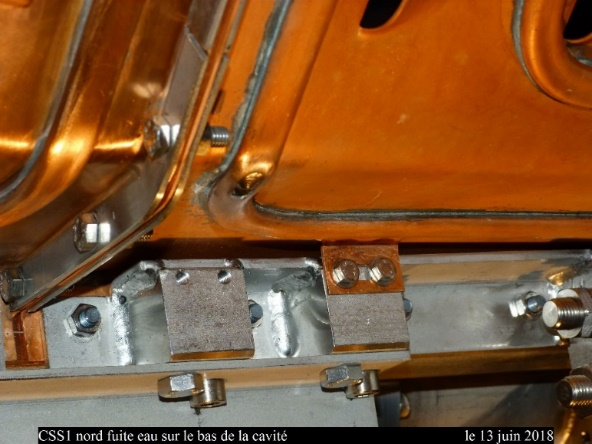 CSS1 nord fuite eau sur le bas de la cavité le 13 juin 2018